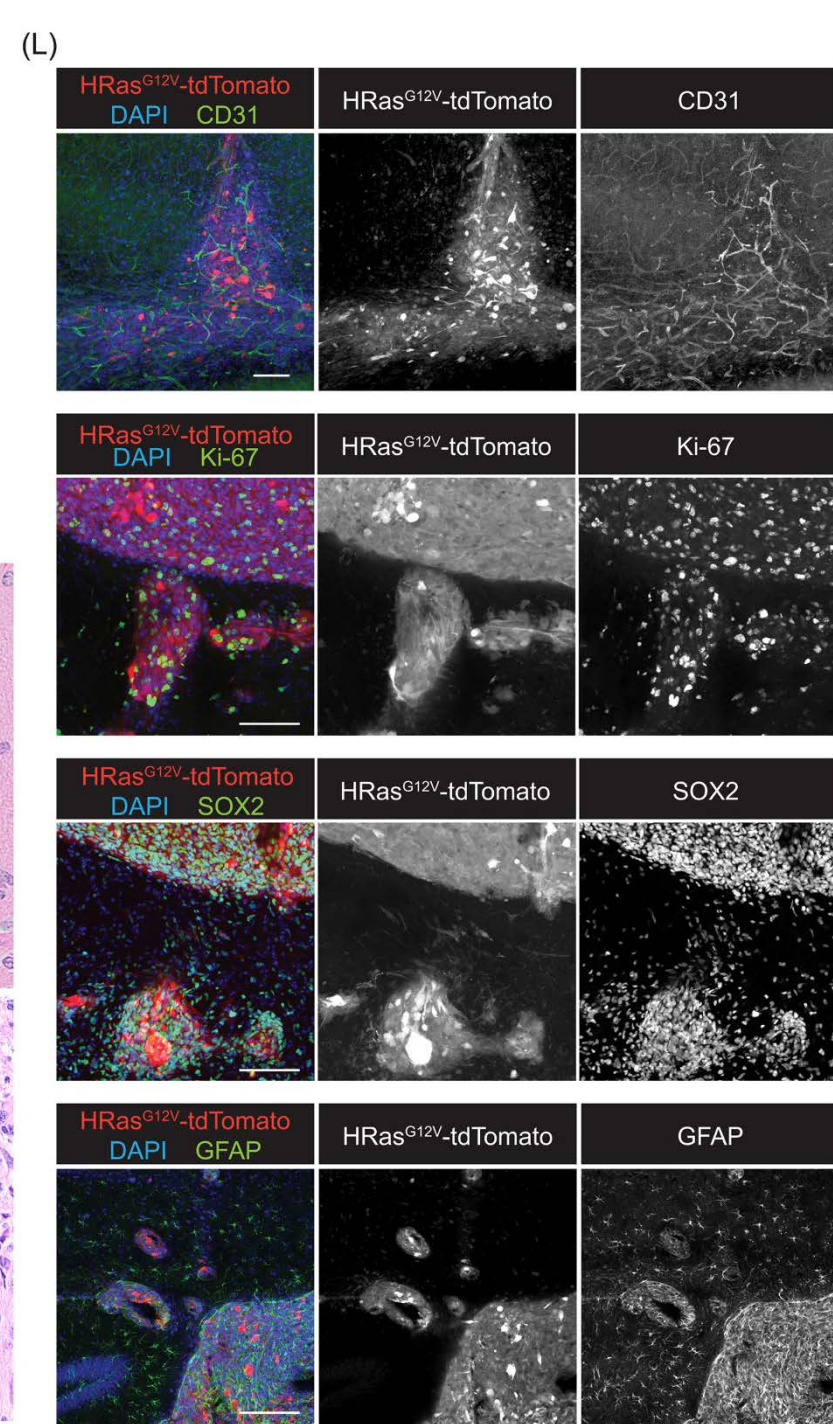 (L)
HRasG12V-tdTomato
DAPI CD31
HRasG12V-tdTomato
CD31
HRasG12V-tdTomato
DAPI Ki-67
HRasG12V-tdTomato
Ki-67
HRasG12V-tdTomato
DAPI SOX2
HRasG12V-tdTomato
SOX2
HRasG12V-tdTomato
DAPI GFAP
HRasG12V-tdTomato
GFAP